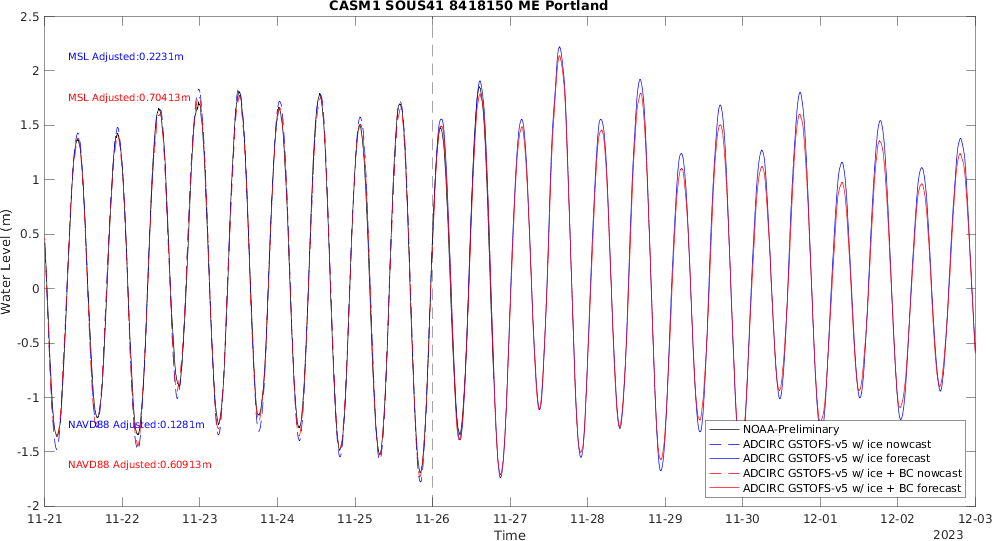 CASM1 SOUS41 8418150 ME Portland
2.5
2
1.5
1
0.5
0
-0.5
-1
-1.5
-2
Water Level (m)
MSL Adjusted:0.2231m
MSL Adjusted:0.70413m
NAVD88 Adjusted:0.1281m
NAVD88 Adjusted:0.60913m
NOAA-Preliminary
ADCIRC GSTOFS-v5 w/ ice nowcast
ADCIRC GSTOFS-v5 w/ ice forecast
ADCIRC GSTOFS-v5 w/ ice + BC nowcast
ADCIRC GSTOFS-v5 w/ ice + BC forecast
11-21 11-22 11-23 11-24 11-25 11-26 11-27 11-28 11-29 11-30 12-01 12-02 12-03
Time
2023